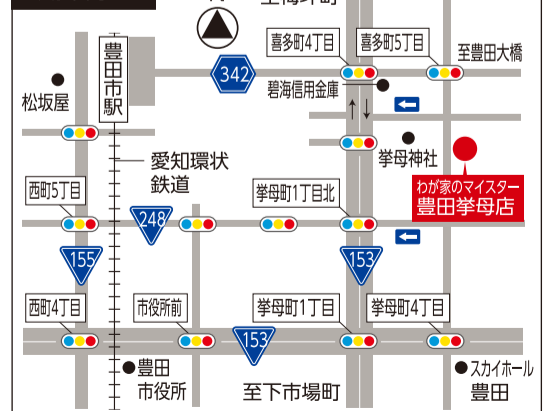 喜多町4丁目
喜多町5丁目
至豊田大橋
342
碧海信用金庫
豊田市駅
松坂屋
愛知環状
鉄道
挙母神社
わが家のマイスター
豊田挙母店
西町5丁目
挙母町1丁目北
248
155
153
西町4丁目
市役所前
挙母町1丁目
挙母町4丁目
153
豊田
市役所
至下市場町
スカイホール
豊田